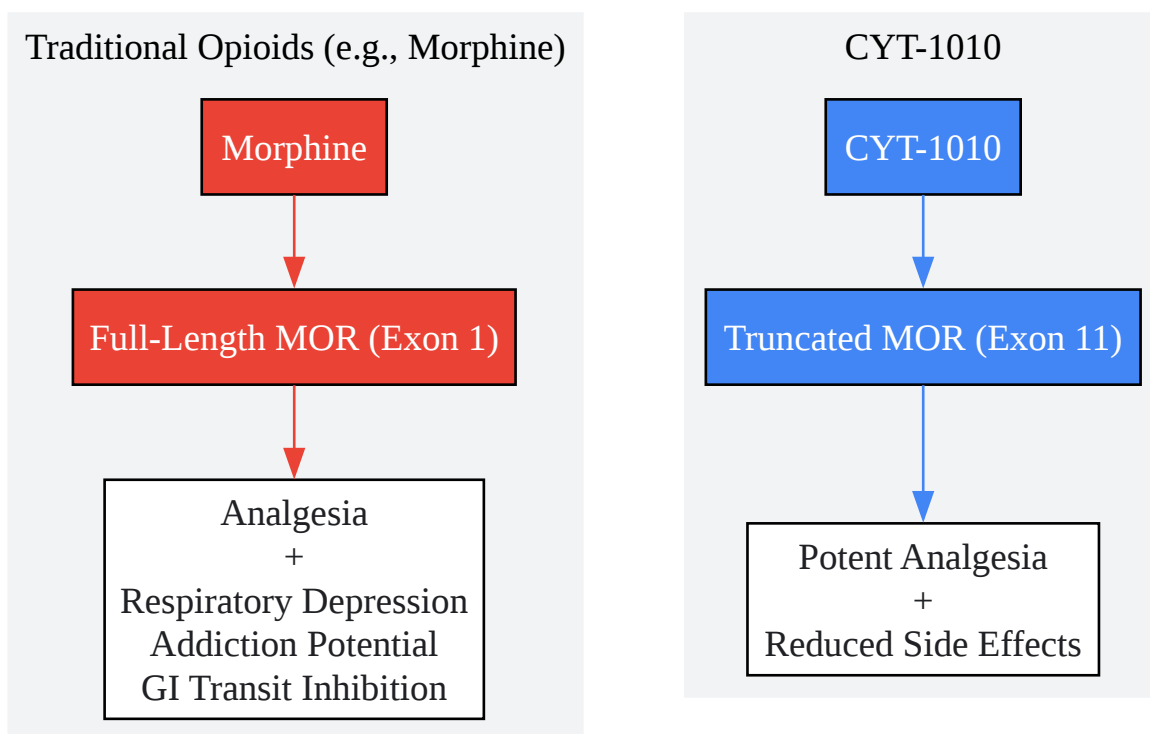 Traditional Opioids (e.g., Morphine)
Morphine
Full-Length MOR (Exon 1)
Analgesia
+
Respiratory Depression
Addiction Potential
GI Transit Inhibition
CYT-1010
CYT-1010
Truncated MOR (Exon 11)
Potent Analgesia
+
Reduced Side Effects